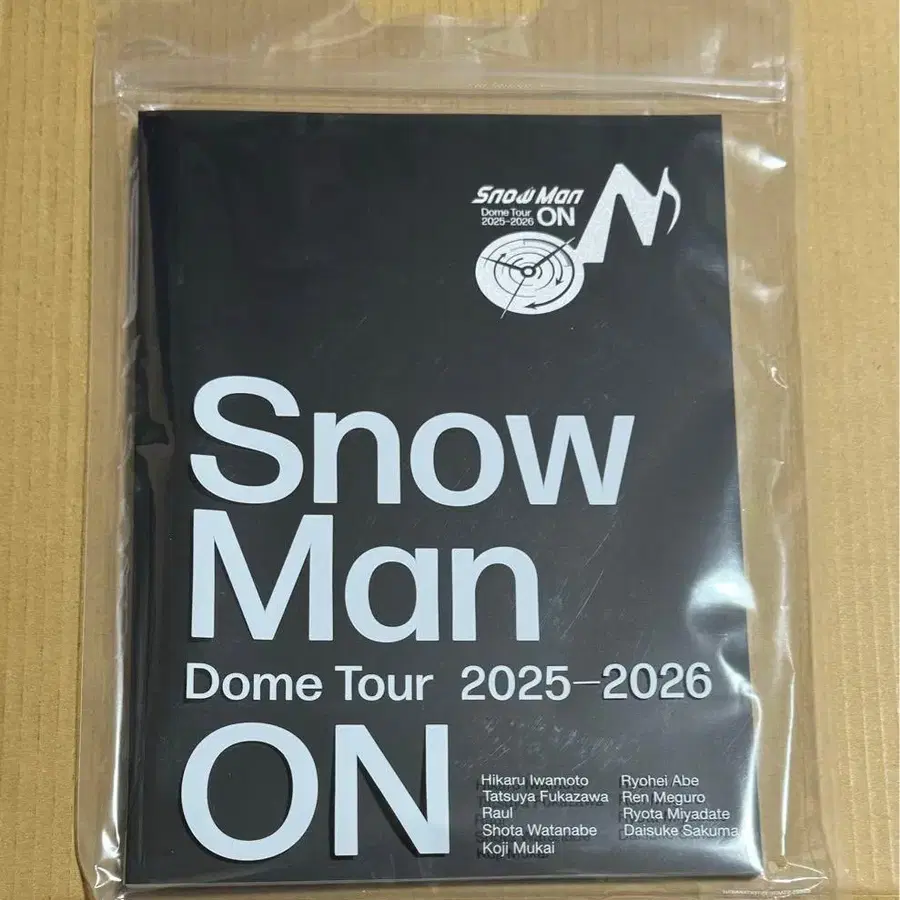 Snow Man
Dome Tour
2025-2026
ON
Snow
Man
Dome Tour 2025–2026
ON
Hikaru Iwamoto
Tatsuya Fukazawa
Raul
Shota Watanabe
Koji Mukai
Ryohei Abe
Ren Meguro
Ryota Miyadate
Daisuke Sakuma